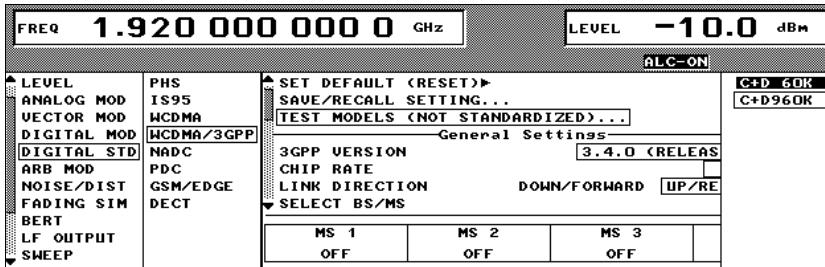 FREQ 1.920 000 000 0 GHz LEVEL -10.0 dBm
ALC-ON
LEVEL
ANALOG MOD
VECTOR MOD
DIGITAL MOD
DIGITAL STD
ARB MOD
NOISE/DIST
FADING SIM
BERT
LF OUTPUT
SWEEP
PHS
IS95
WCDMA
WCDMA/3GPP
NADC
PDC
GSM/EDGE
DECT
SET DEFAULT (RESET)▶
SAVE/RECALL SETTING...
TEST MODELS (NOT STANDARDIZED)...
General Settings
3GPP VERSION 3.4.0 (RELEAS
CHIP RATE
LINK DIRECTION DOWN/FORWARD UP/RE
SELECT BS/MS
MS 1 MS 2 MS 3
OFF OFF OFF
C+D 60K
C+D960K